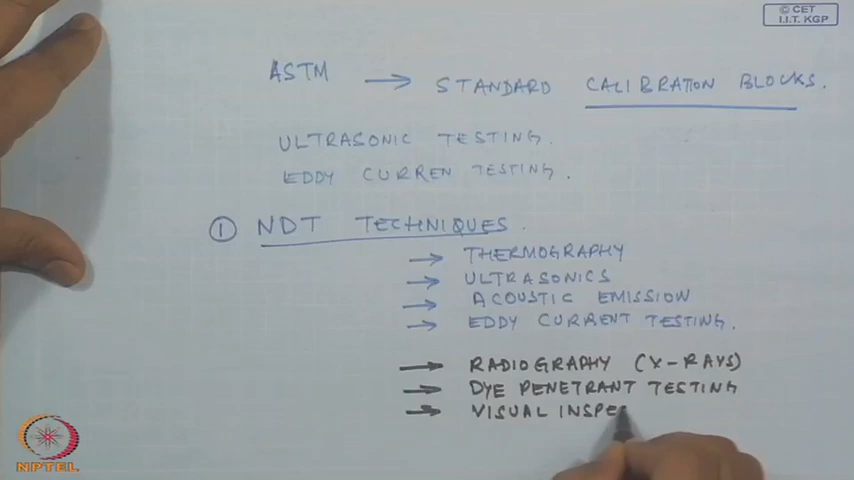 © CET
I.I.T. KGP
ASTM → STANDARD CALIBRATION BLOCKS.
ULTRASONIC TESTING.
EDDY CURREN TESTING.
① NDT TECHNIQUES.
→ THERMOGRAPHY
→ ULTRASONICS
→ ACOUSTIC EMISSION
→ EDDY CURRENT TESTING.
→ RADIOGRAPHY (X-RAYS)
→ DYE PENETRANT TESTING
→ VISUAL INSPE
NPTEL